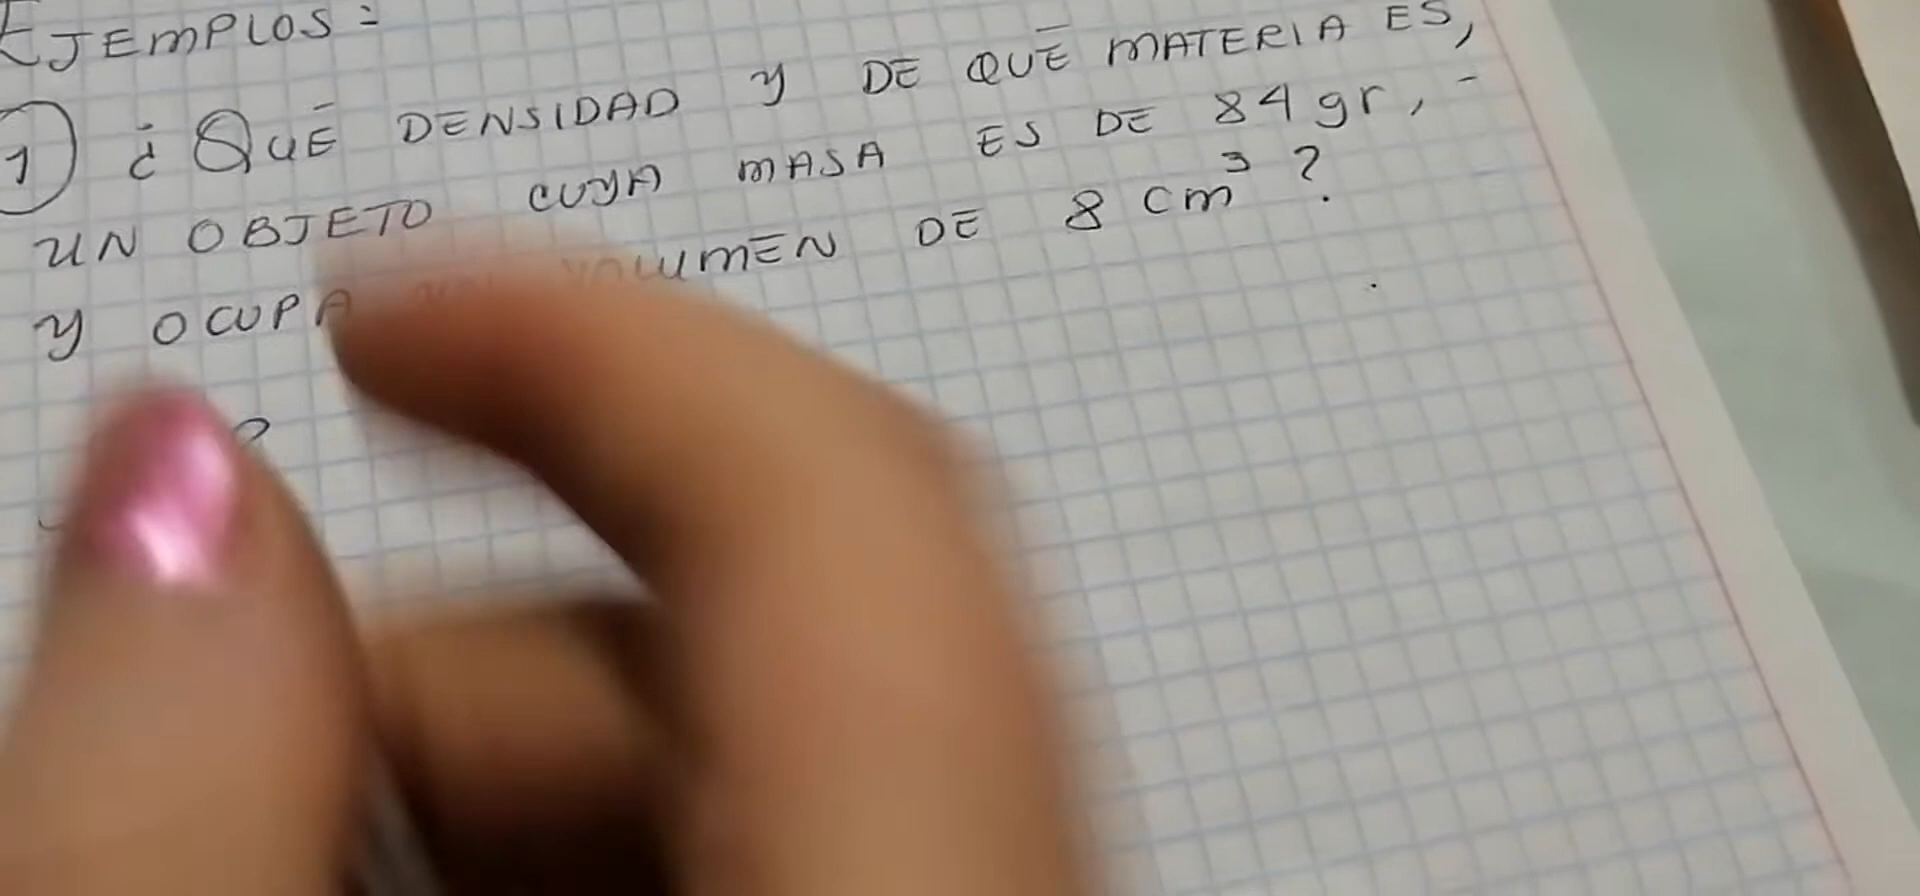 EJEMPLOS:
1) ¿QUÉ DENSIDAD Y DE QUÉ MATERIA ES,
UN OBJETO CUYA MASA ES DE 84 gr, -
Y OCUPA VOLUMEN DE 8 cm³ ?